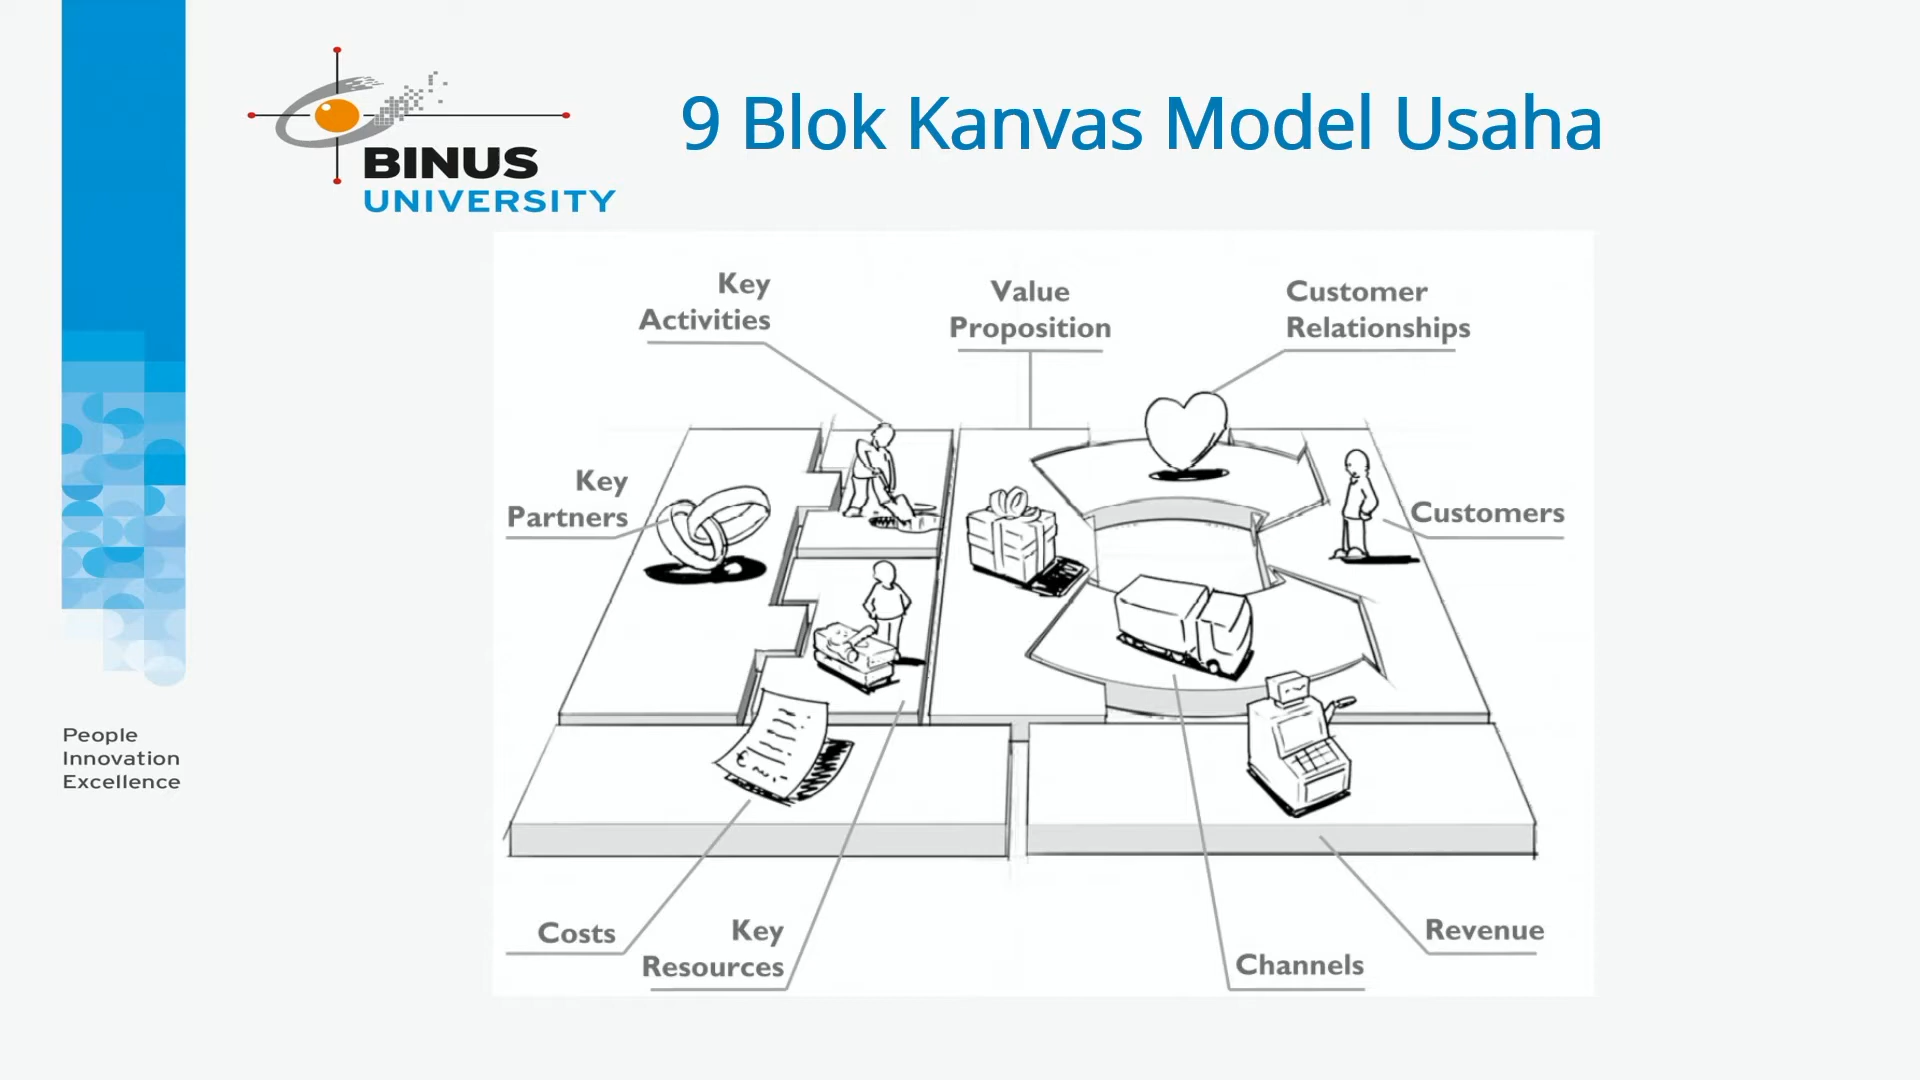 BINUS
UNIVERSITY
9 Blok Kanvas Model Usaha
Key
Activities
Value
Proposition
Customer
Relationships
Key
Partners
Customers
Costs
Key
Resources
Channels
Revenue
People
Innovation
Excellence